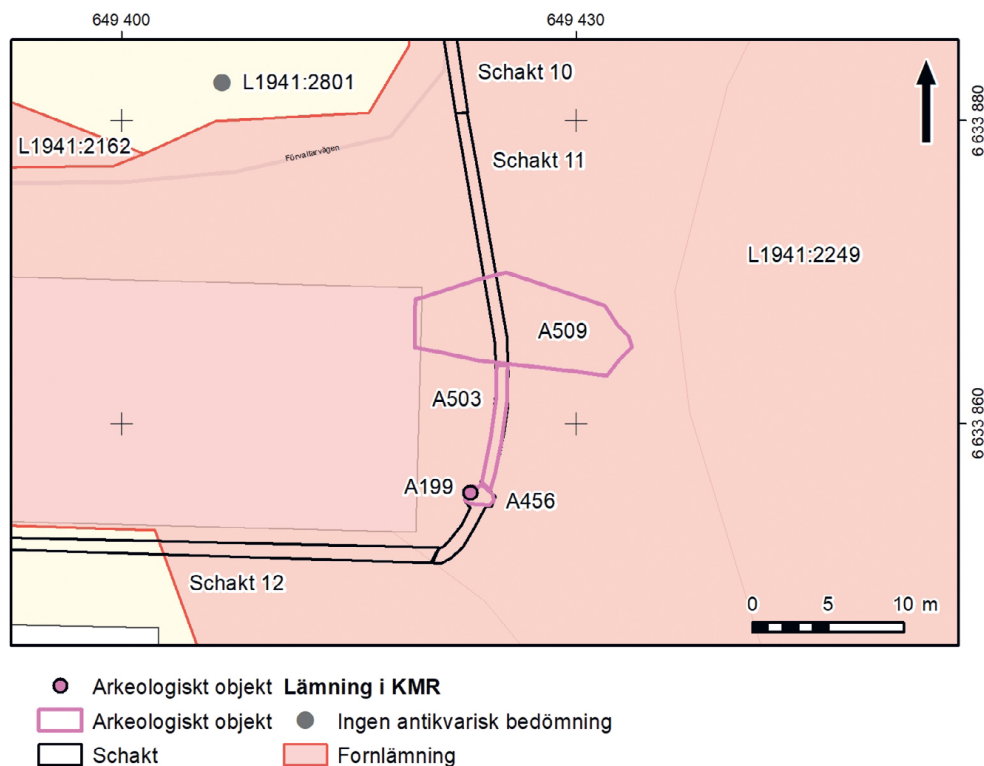 649 400
649 430
Schakt 10
L1941:2801
6 633 880
L1941:2162
Förvaltarvägen
Schakt 11
L1941:2249
A509
A503
6 633 860
A199
A456
Schakt 12
0 5 10 m
Arkeologiskt objekt Lämning i KMR
Arkeologiskt objekt Ingen antikvarisk bedömning
Schakt Fornlämning